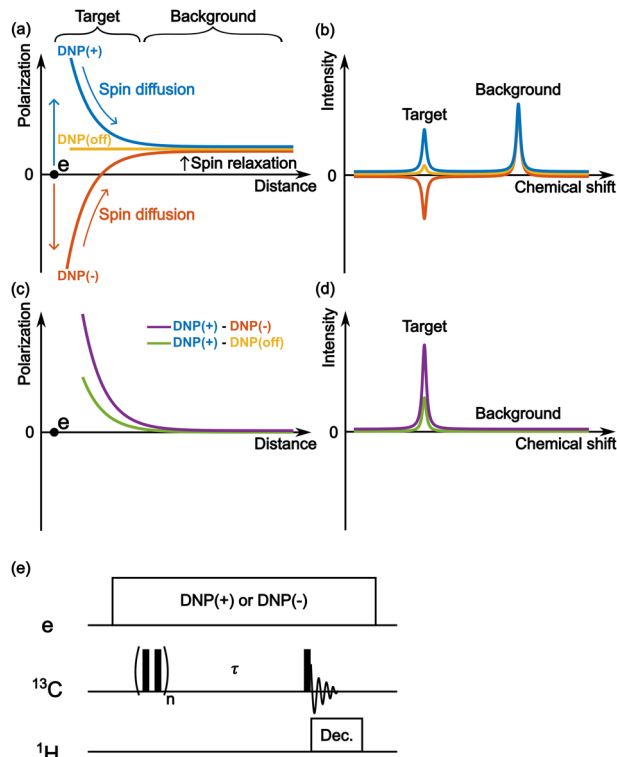 Target
Background
(a)
DNP(+)
Polarization
Spin diffusion
DNP(off)
e
↑Spin relaxation
0
Distance
Spin diffusion
DNP(-)
(b)
Intensity
Background
Target
0
Chemical shift
(c)
Polarization
DNP(+) - DNP(-)
DNP(+) - DNP(off)
e
0
Distance
(d)
Intensity
Target
Background
0
Chemical shift
(e)
DNP(+) or DNP(-)
e
τ
¹³C
n
Dec.
¹H